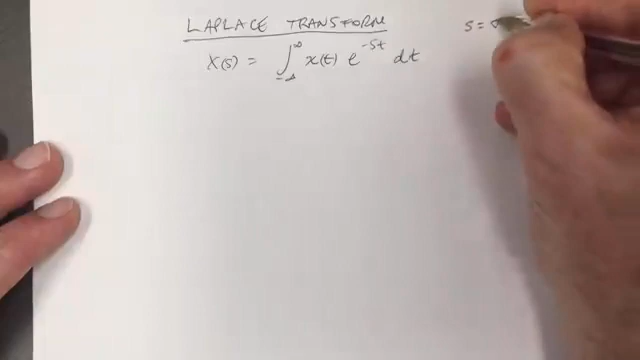 LAPLACE TRANSFORM
X(s) = ∫_{-∞}^{∞} x(t) e^{-st} dt
s = σ